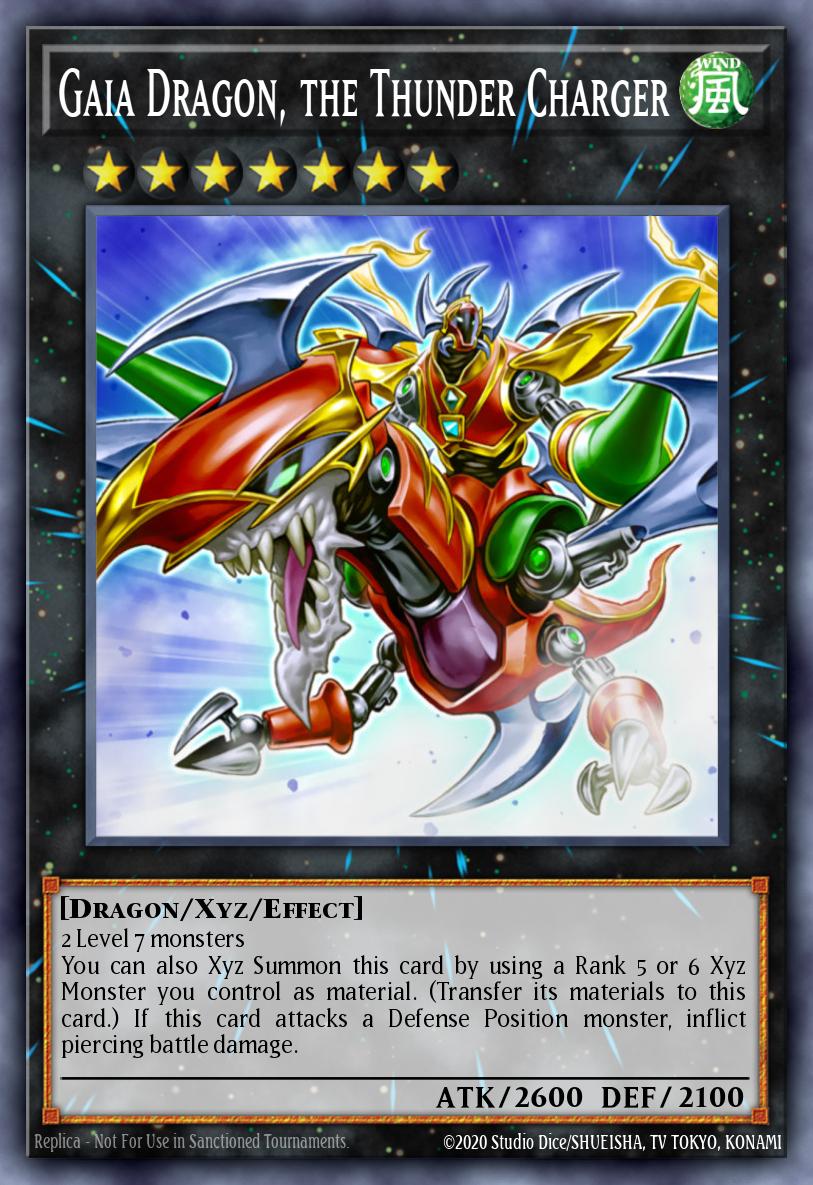 Gaia Dragon, the Thunder Charger
WIND
風
[Dragon/Xyz/Effect]
2 Level 7 monsters
You can also Xyz Summon this card by using a Rank 5 or 6 Xyz
Monster you control as material. (Transfer its materials to this
card.) If this card attacks a Defense Position monster, inflict
piercing battle damage.
ATK/2600 DEF/2100
Replica - Not For Use in Sanctioned Tournaments.
©2020 Studio Dice/SHUEISHA, TV TOKYO, KONAMI